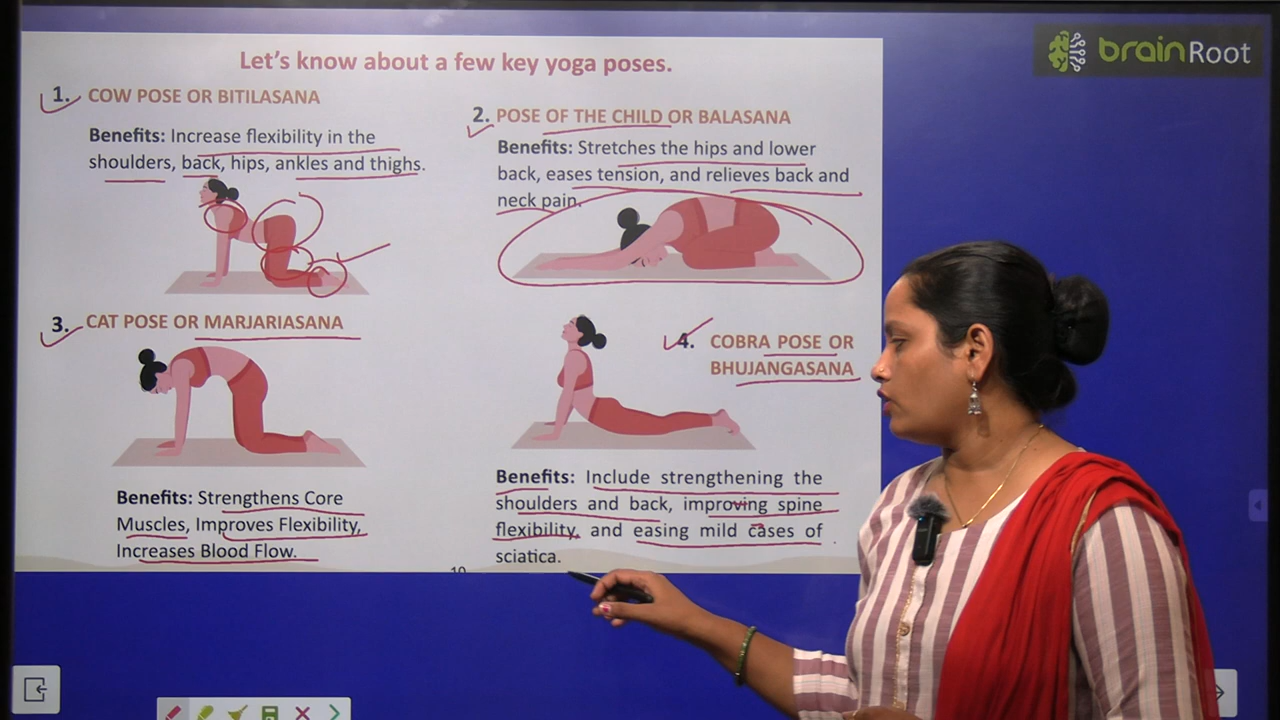 Let's know about a few key yoga poses.
brainRoot
1. COW POSE OR BITILASANA
Benefits: Increase flexibility in the
shoulders, back, hips, ankles and thighs.
2. POSE OF THE CHILD OR BALASANA
Benefits: Stretches the hips and lower
back, eases tension, and relieves back and
neck pain.
3. CAT POSE OR MARJARIASANA
Benefits: Strengthens Core
Muscles, Improves Flexibility,
Increases Blood Flow.
4. COBRA POSE OR
BHUJANGASANA
Benefits: Include strengthening the
shoulders and back, improving spine
flexibility, and easing mild cases of
sciatica.